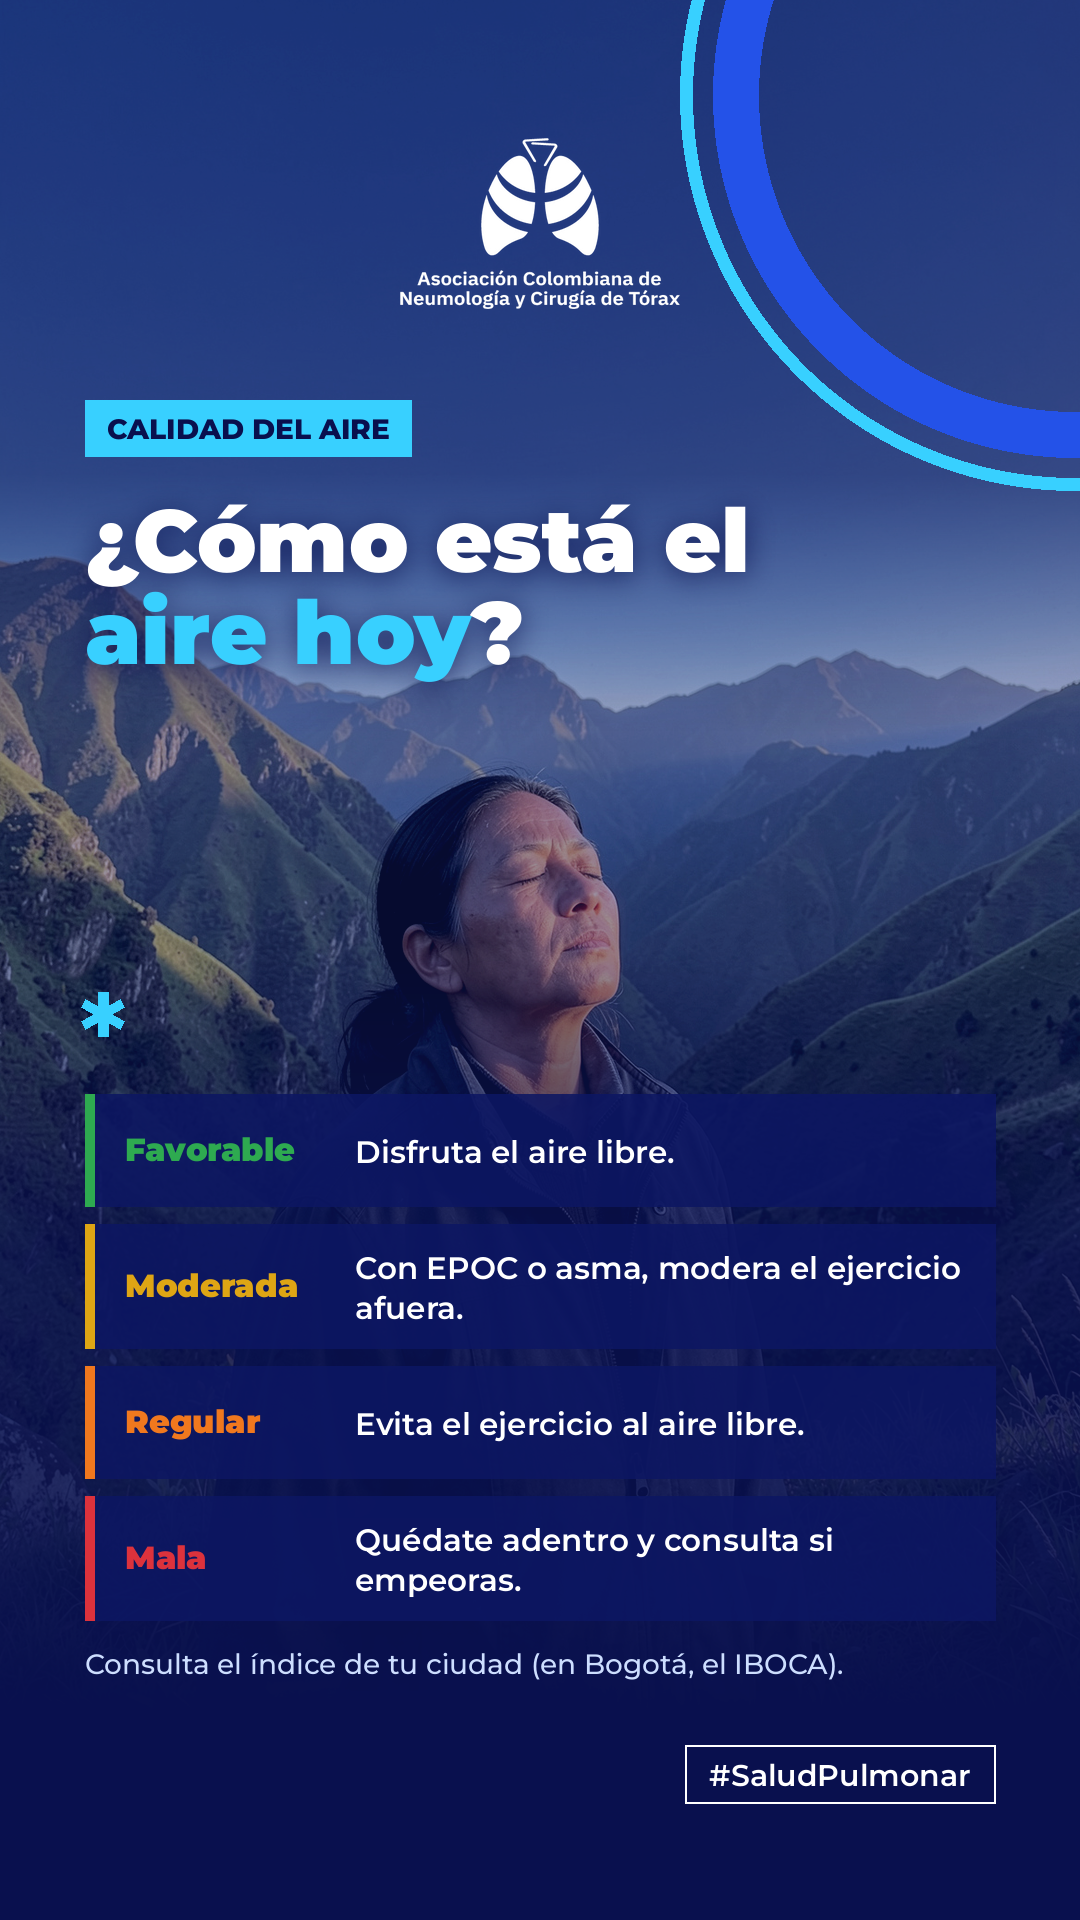 Asociación Colombiana de
Neumología y Cirugía de Tórax
CALIDAD DEL AIRE
¿Cómo está el
aire hoy?
Favorable
Disfruta el aire libre.
Moderada
Con EPOC o asma, modera el ejercicio
afuera.
Regular
Evita el ejercicio al aire libre.
Mala
Quédate adentro y consulta si
empeoras.
Consulta el índice de tu ciudad (en Bogotá, el IBOCA).
#SaludPulmonar